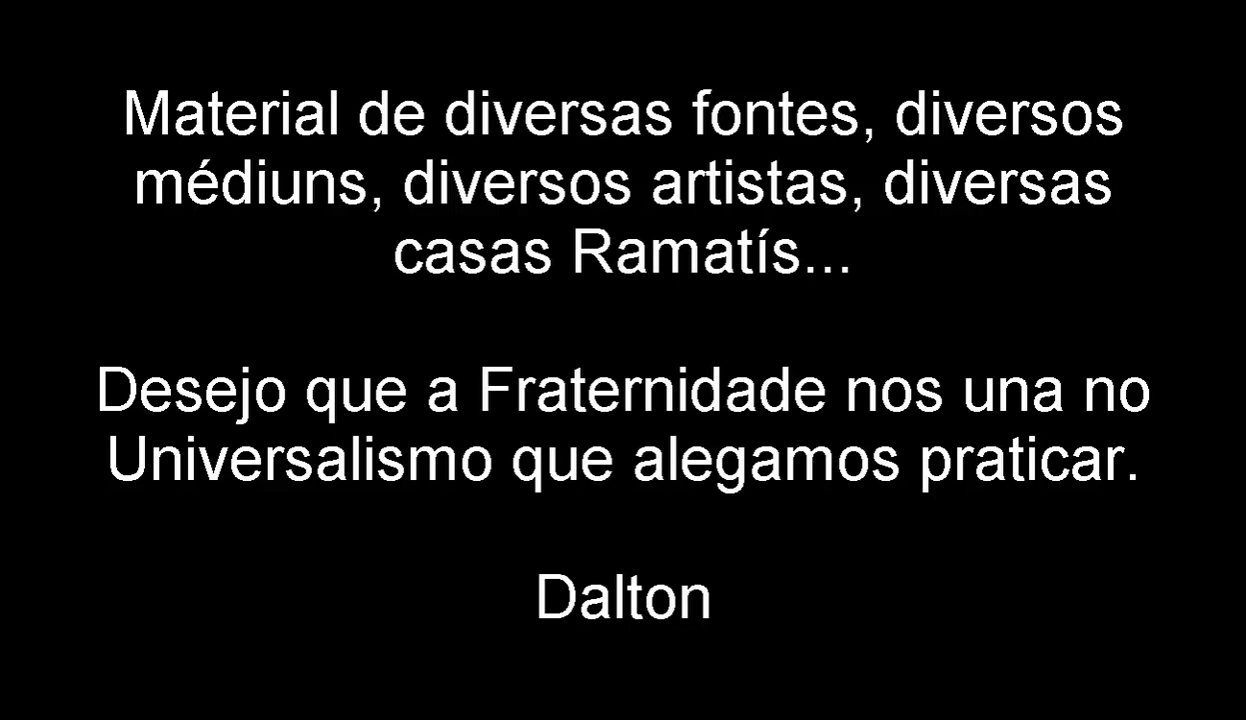 Material de diversas fontes, diversos
médiuns, diversos artistas, diversas
casas Ramatís...
Desejo que a Fraternidade nos una no
Universalismo que alegamos praticar.
Dalton